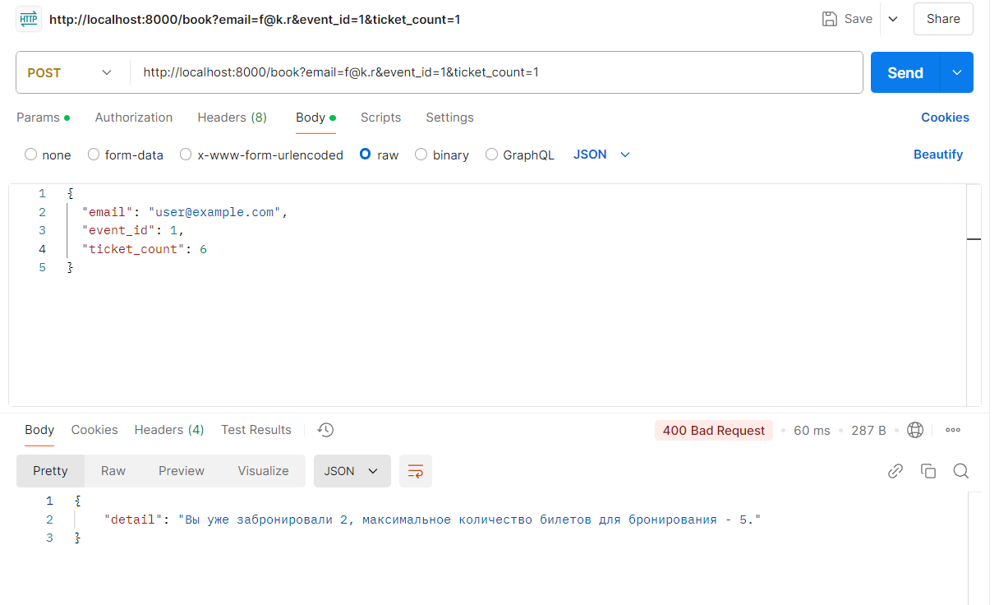 HTTP http://localhost:8000/book?email=f@k.r&event_id=1&ticket_count=1 Save Share
POST http://localhost:8000/book?email=f@k.r&event_id=1&ticket_count=1 Send
Params Authorization Headers (8) Body Scripts Settings Cookies
none form-data x-www-form-urlencoded raw binary GraphQL JSON Beautify
1 {
2 "email": "user@example.com",
3 "event_id": 1,
4 "ticket_count": 6
5 }
Body Cookies Headers (4) Test Results 400 Bad Request 60 ms 287 B
Pretty Raw Preview Visualize JSON
1 {
2 "detail": "Вы уже забронировали 2, максимальное количество билетов для бронирования - 5."
3 }